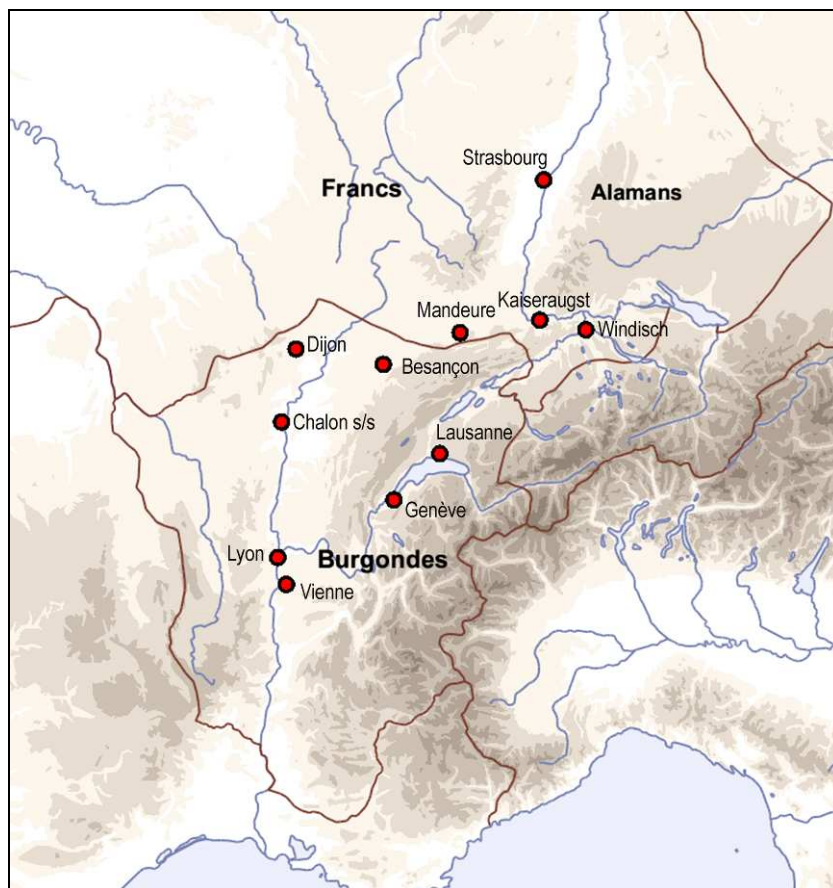 Strasbourg
Francs
Alamans
Kaiseraugst
Mandeure
Windisch
Dijon
Besançon
Chalon s/s
Lausanne
Genève
Lyon
Burgondes
Vienne